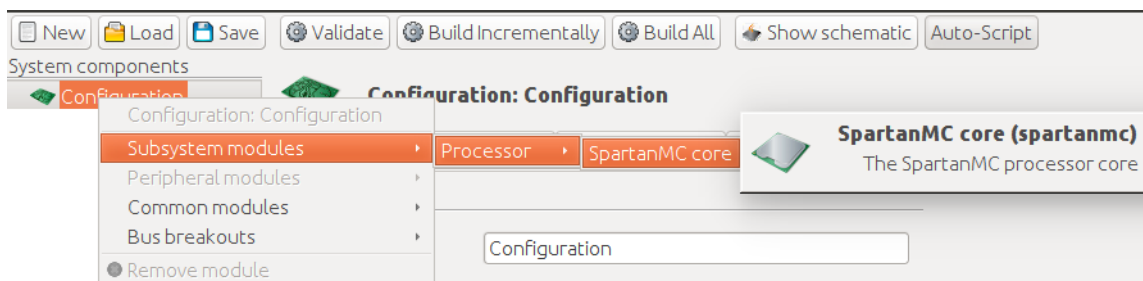 New Load Save Validate Build Incrementally Build All Show schematic Auto-Script
System components
Configuration
Configuration: Configuration
Configuration: Configuration
Subsystem modules
Processor
SpartanMC core
SpartanMC core (spartanmc)
The SpartanMC processor core
Peripheral modules
Common modules
Bus breakouts
Configuration
Remove module